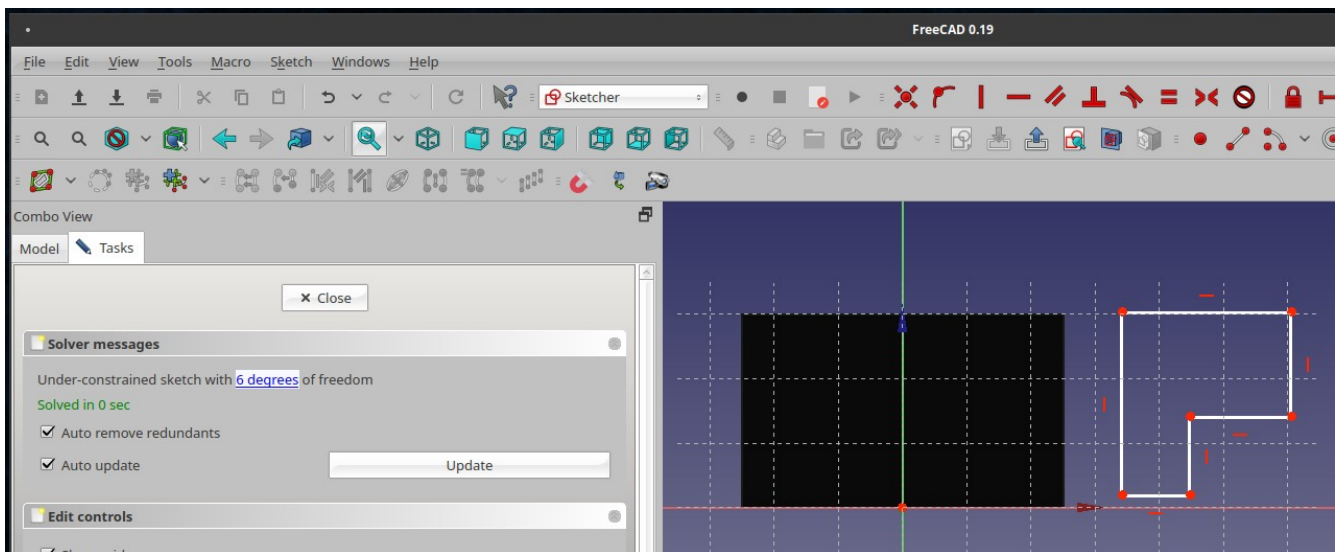 FreeCAD 0.19
File Edit View Tools Macro Sketch Windows Help
Sketcher
Combo View
Model Tasks
Close
Solver messages
Under-constrained sketch with 6 degrees of freedom
Solved in 0 sec
Auto remove redundants
Auto update Update
Edit controls